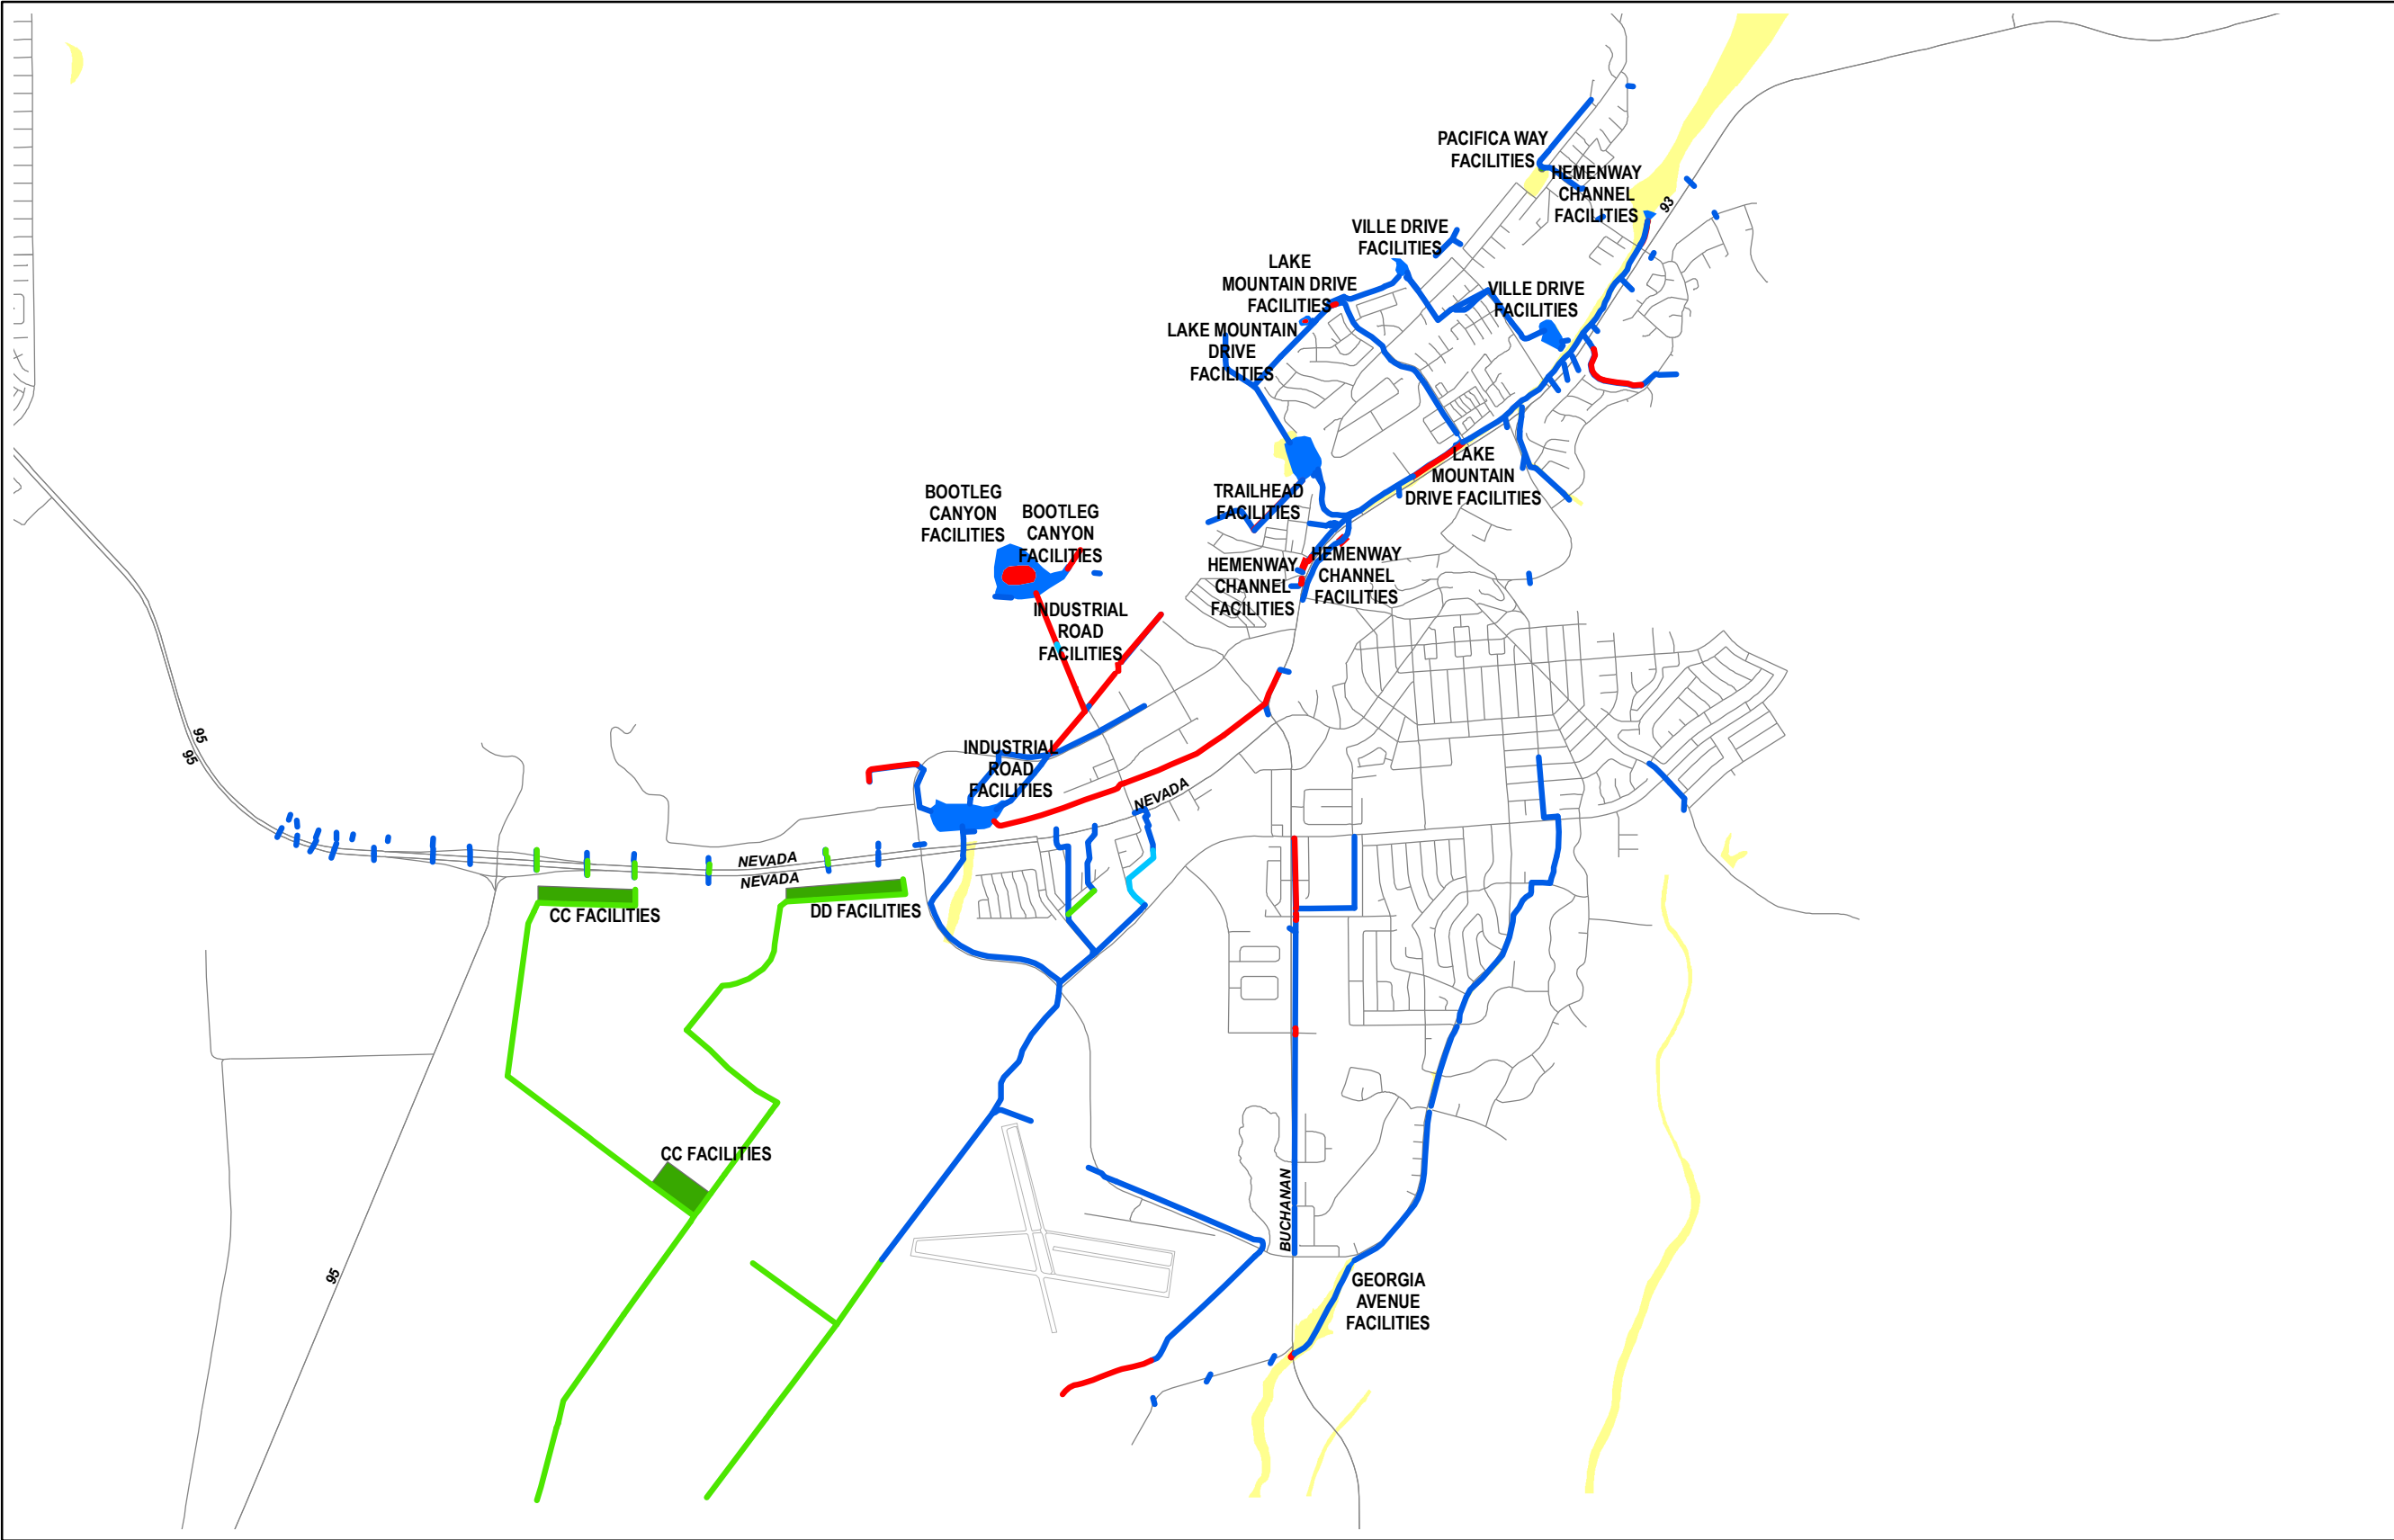 PACIFICA WAY
FACILITIES
HEMENWAY
CHANNEL
FACILITIES
93
VILLE DRIVE
FACILITIES
LAKE
MOUNTAIN DRIVE
FACILITIES
VILLE DRIVE
FACILITIES
LAKE MOUNTAIN
DRIVE
FACILITIES
LAKE
MOUNTAIN
DRIVE FACILITIES
TRAILHEAD
FACILITIES
BOOTLEG
CANYON
FACILITIES
BOOTLEG
CANYON
FACILITIES
HEMENWAY
CHANNEL
FACILITIES
HEMENWAY
CHANNEL
FACILITIES
INDUSTRIAL
ROAD
FACILITIES
95
95
INDUSTRIAL
ROAD
FACILITIES
NEVADA
NEVADA
NEVADA
CC FACILITIES
DD FACILITIES
CC FACILITIES
BUCHANAN
95
GEORGIA
AVENUE
FACILITIES